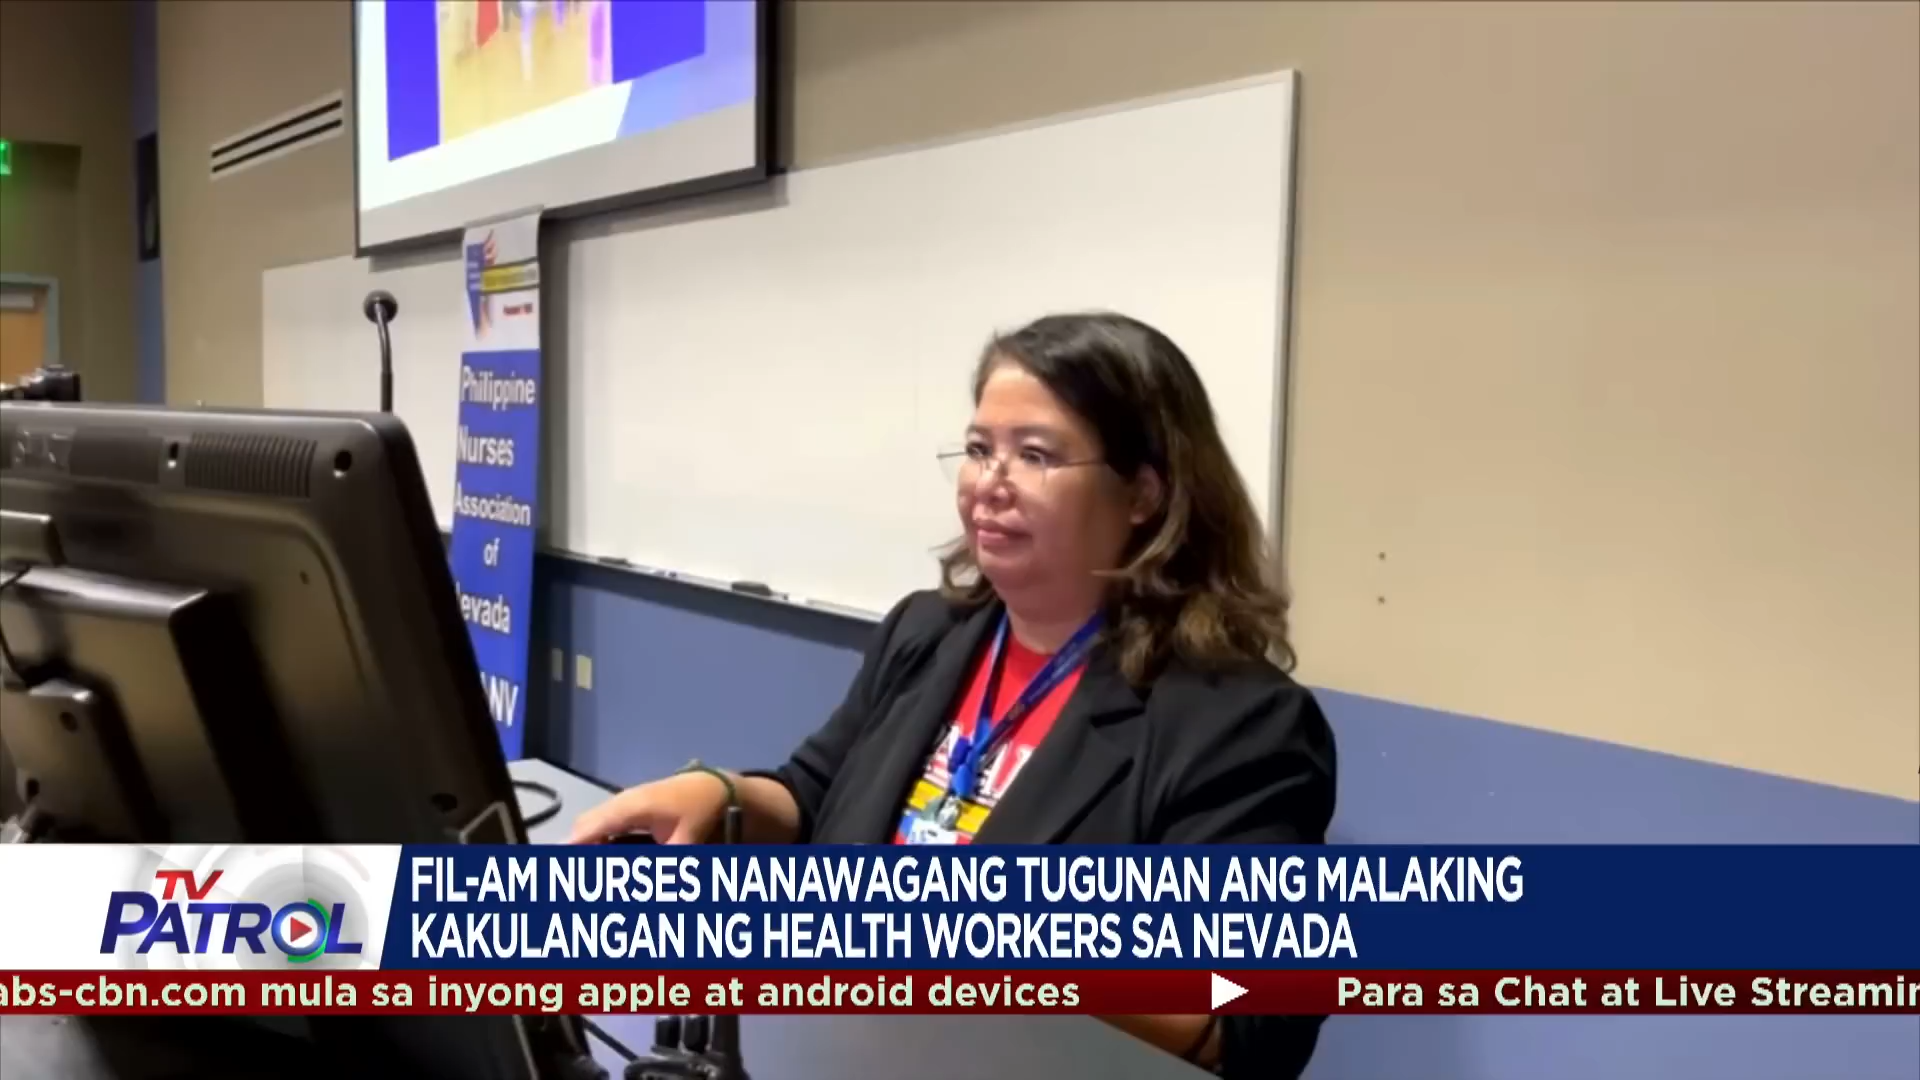 Philippine
Nurses
Association
of
evada
NV
TV
PATROL
FIL-AM NURSES NANAWAGANG TUGUNAN ANG MALAKING
KAKULANGAN NG HEALTH WORKERS SA NEVADA
abs-cbn.com mula sa inyong apple at android devices
Para sa Chat at Live Streamin